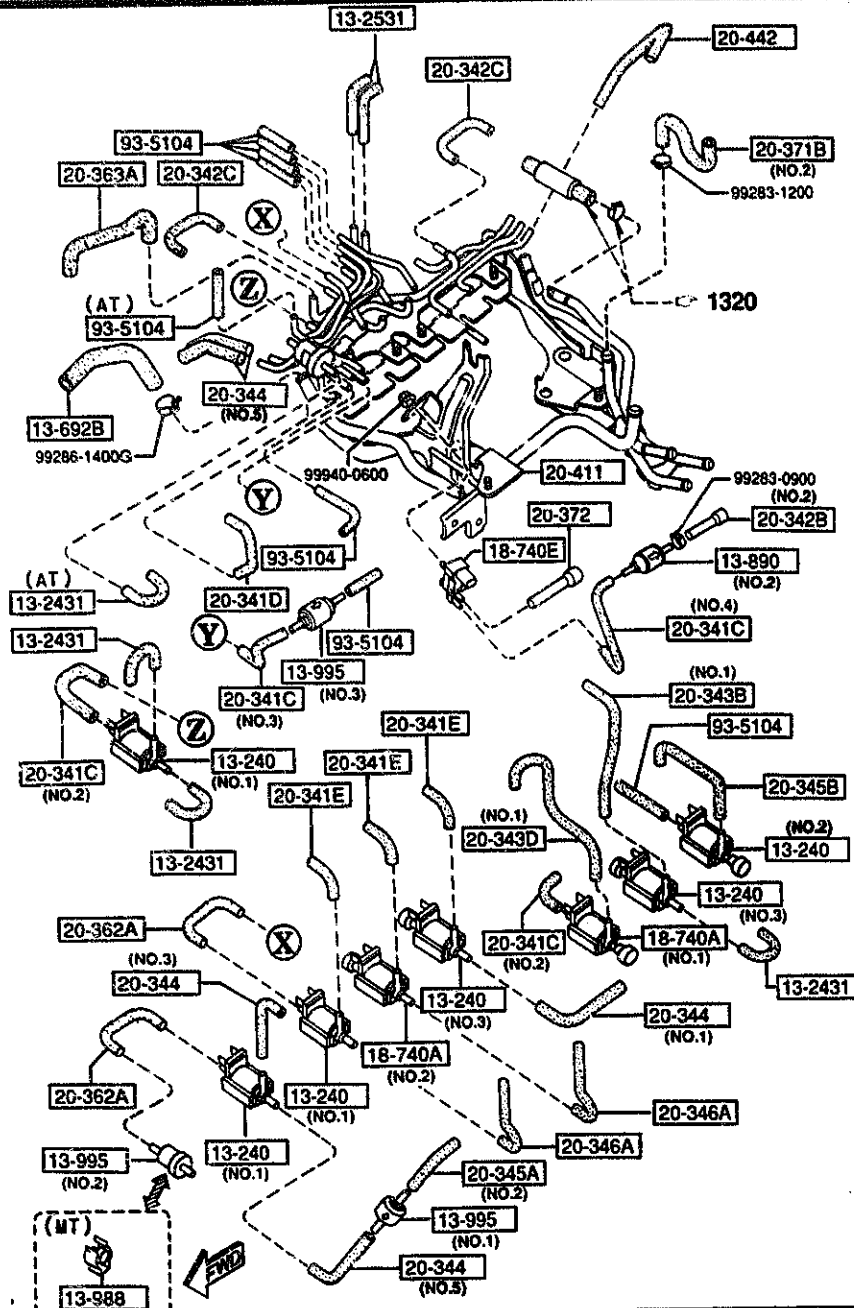 13-2531
20-342C
20-442
93-5104
20-363A
20-342C
20-371B
(NO.2)
99283-1200
X
Z
(AT)
93-5104
1320
20-344
(NO.5)
13-692B
99286-1400G
99940-0600
20-411
Y
99283-0900
(NO.2)
20-372
20-342B
93-5104
18-740E
13-890
(NO.2)
(AT)
13-2431
20-341D
(NO.4)
20-341C
13-2431
Y
93-5104
13-995
(NO.3)
20-341C
(NO.3)
(NO.1)
20-343B
Z
20-341E
93-5104
20-341C
(NO.2)
13-240
(NO.1)
20-341E
20-345B
20-341E
(NO.1)
20-343D
(NO.2)
13-240
13-2431
13-240
(NO.3)
20-362A
X
20-341C
(NO.2)
18-740A
(NO.1)
(NO.3)
20-344
13-2431
13-240
(NO.3)
20-344
(NO.1)
18-740A
(NO.2)
20-362A
13-240
(NO.1)
20-346A
13-995
(NO.2)
13-240
(NO.1)
20-346A
20-345A
(NO.2)
13-995
(NO.1)
(MT)
FWD
20-344
(NO.5)
13-988